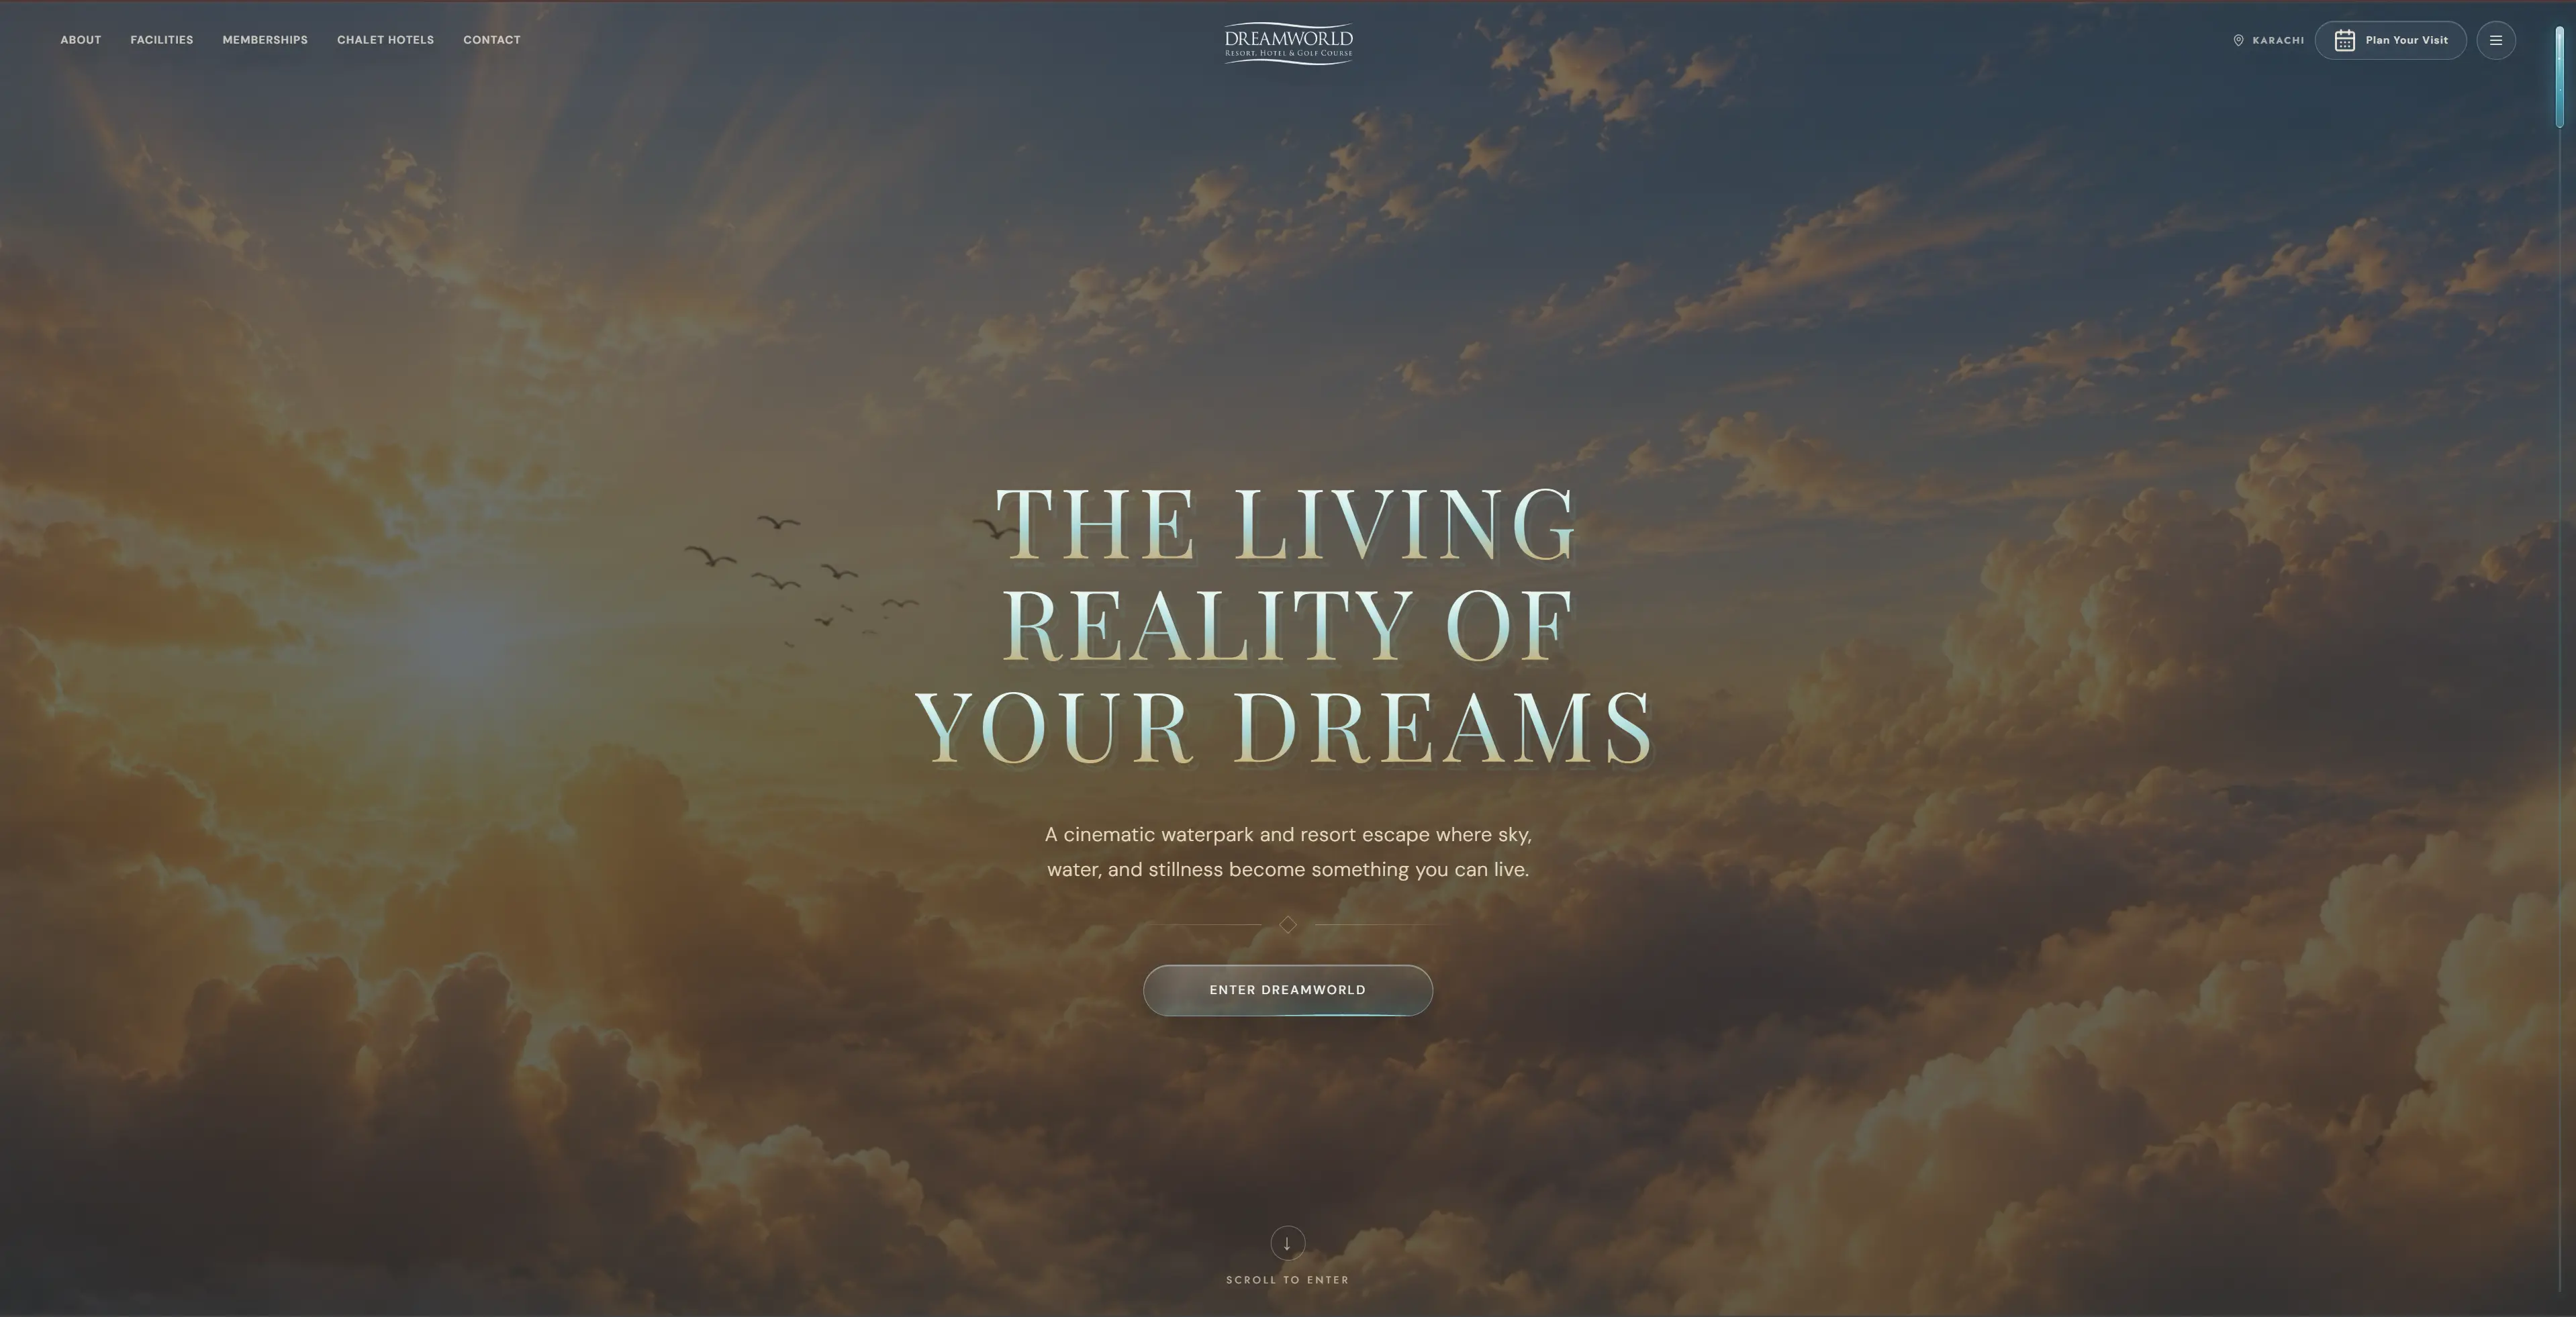 ABOUT FACILITIES MEMBERSHIPS CHALET HOTELS CONTACT
DREAMWORLD
RESORT, HOTEL & GOLF COURSE
KARACHI
Plan Your Visit
THE LIVING
REALITY OF
YOUR DREAMS
A cinematic waterpark and resort escape where sky,
water, and stillness become something you can live.
ENTER DREAMWORLD
SCROLL TO ENTER